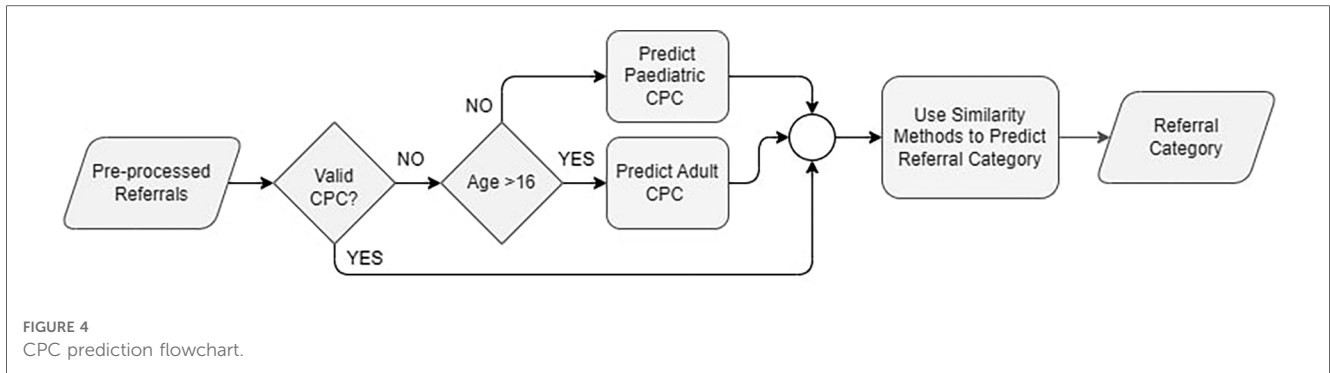 Pre-processed
Referrals
Valid
CPC?
NO
YES
Age >16
NO
YES
Predict
Paediatric
CPC
Predict Adult
CPC
Use Similarity
Methods to Predict
Referral Category
Referral
Category
FIGURE 4
CPC prediction flowchart.